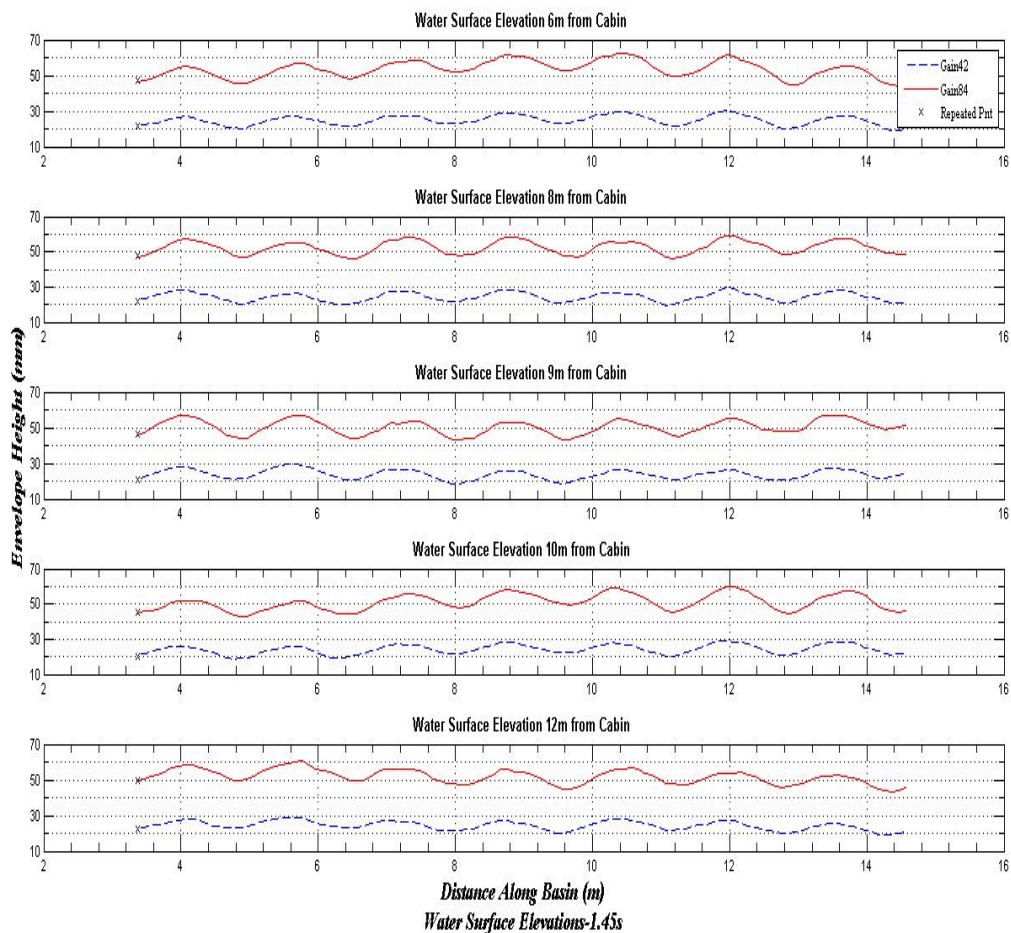 Water Surface Elevation 6m from Cabin
70
50
30
10
Gain42
Gain84
× Repeated Pnt
2 4 6 8 10 12 14 16
Water Surface Elevation 8m from Cabin
70
50
30
10
2 4 6 8 10 12 14 16
Envelope Height (mm)
Water Surface Elevation 9m from Cabin
70
50
30
10
2 4 6 8 10 12 14 16
Water Surface Elevation 10m from Cabin
70
50
30
10
2 4 6 8 10 12 14 16
Water Surface Elevation 12m from Cabin
70
50
30
10
2 4 6 8 10 12 14 16
Distance Along Basin (m)
Water Surface Elevations-1.45s